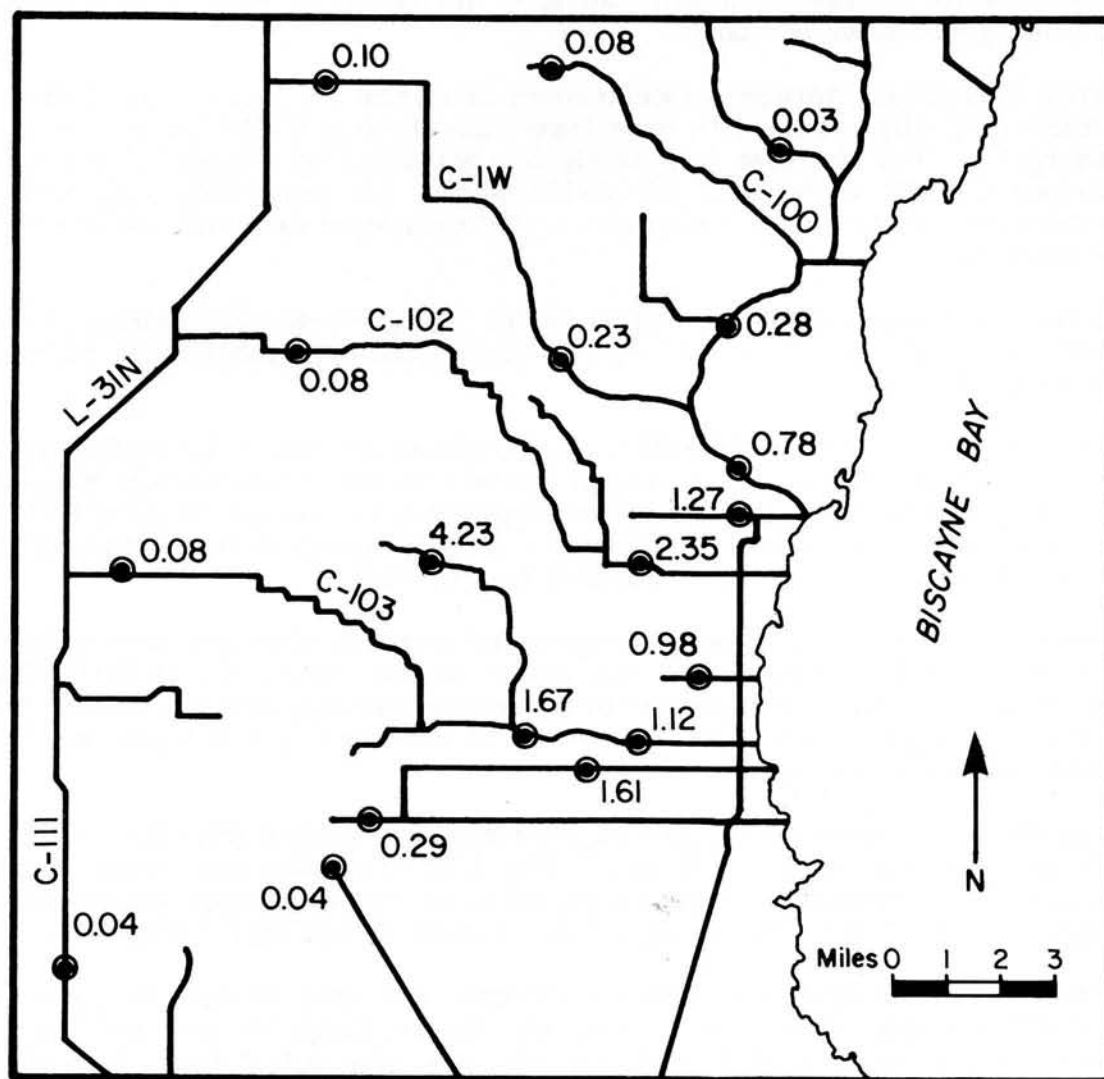 0.10
0.08
0.03
C-1W
C-100
C-102
0.28
0.23
0.08
L-31N
0.78
1.27
BISCAYNE BAY
4.23
0.08
2.35
C-103
0.98
1.67
1.12
1.61
C-111
0.29
0.04
N
0.04
Miles 0 1 2 3